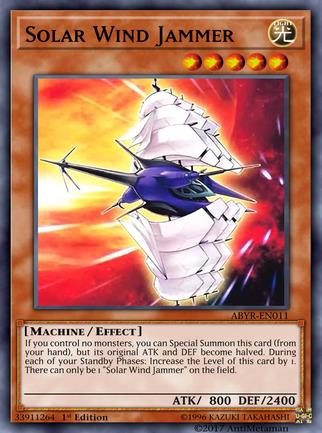 Solar Wind Jammer
LIGHT
光
ABYR-EN011
[Machine / Effect]
If you control no monsters, you can Special Summon this card (from
your hand), but its original ATK and DEF become halved. During
each of your Standby Phases: Increase the Level of this card by 1.
There can only be 1 "Solar Wind Jammer" on the field.
ATK/ 800 DEF/2400
33911264 1st Edition ©1996 KAZUKI TAKAHASHI
©2017 AntiMetaman